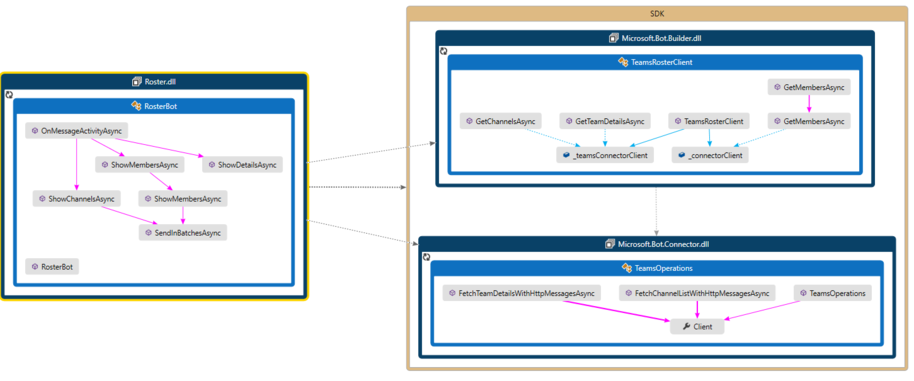 SDK
Microsoft.Bot.Builder.dll
TeamsRosterClient
GetMembersAsync
GetChannelsAsync
GetTeamDetailsAsync
TeamsRosterClient
GetMembersAsync
_teamsConnectorClient
_connectorClient
Roster.dll
RosterBot
OnMessageActivityAsync
ShowMembersAsync
ShowDetailsAsync
ShowChannelsAsync
ShowMembersAsync
SendInBatchesAsync
RosterBot
Microsoft.Bot.Connector.dll
TeamsOperations
FetchTeamDetailsWithHttpMessagesAsync
FetchChannelListWithHttpMessagesAsync
TeamsOperations
Client